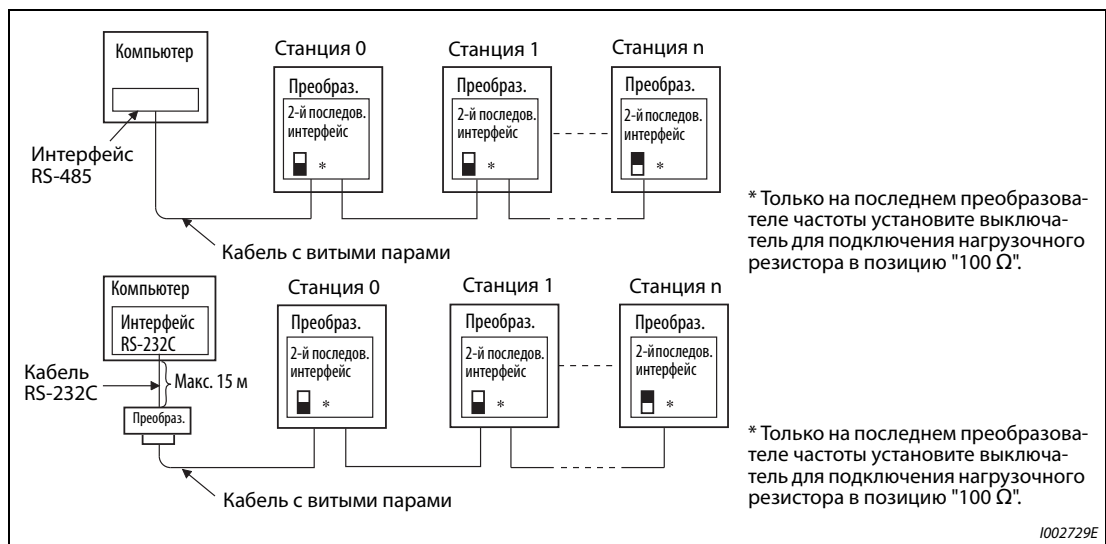 Компьютер
Станция 0
Станция 1
Станция n
Преобраз.
Преобраз.
Преобраз.
2-й последов.
интерфейс
*
2-й последов.
интерфейс
*
2-й последов.
интерфейс
*
Интерфейс
RS-485
Кабель с витыми парами
* Только на последнем преобразова-
теле частоты установите выключа-
тель для подключения нагрузочного
резистора в позицию "100 Ω".
Компьютер
Станция 0
Станция 1
Станция n
Интерфейс
RS-232C
Преобраз.
Преобраз.
Преобраз.
2-й последов.
интерфейс
*
2-й последов.
интерфейс
*
2-й последов.
интерфейс
*
Кабель
RS-232C
Макс. 15 м
Преобраз.
Кабель с витыми парами
* Только на последнем преобразова-
теле частоты установите выключа-
тель для подключения нагрузочного
резистора в позицию "100 Ω".
I002729E